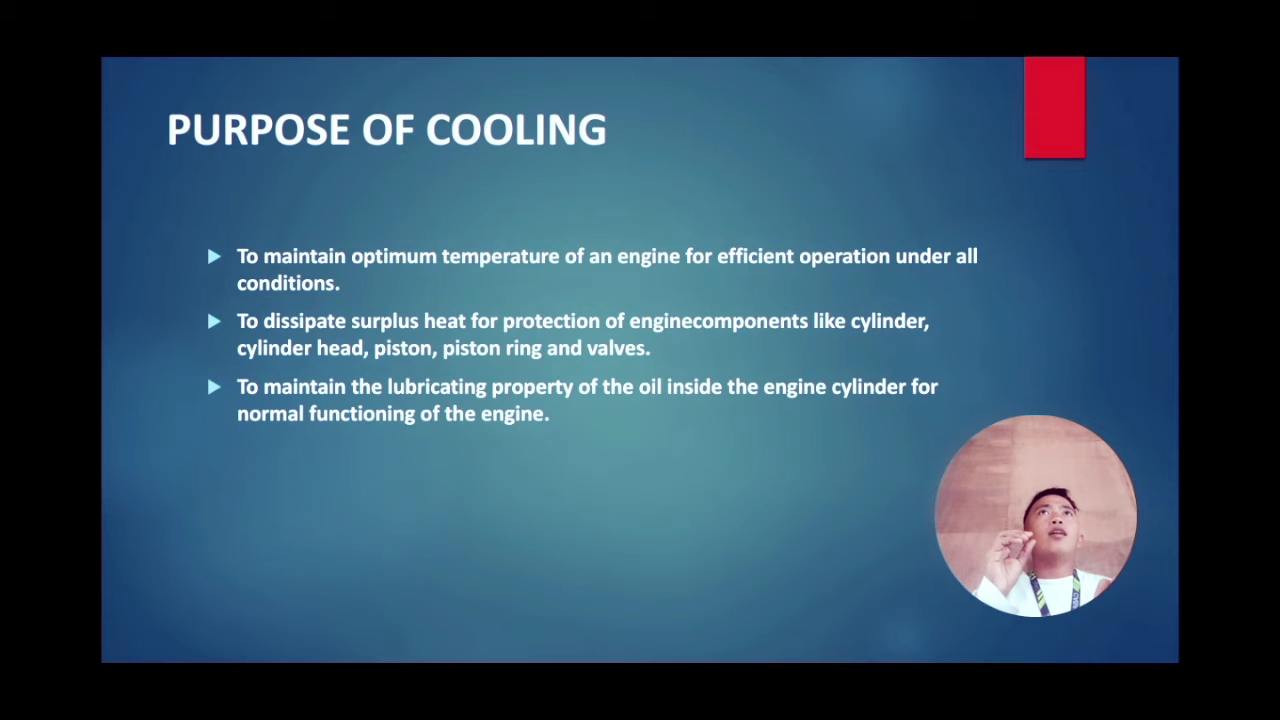 PURPOSE OF COOLING
To maintain optimum temperature of an engine for efficient operation under all
conditions.
To dissipate surplus heat for protection of enginecomponents like cylinder,
cylinder head, piston, piston ring and valves.
To maintain the lubricating property of the oil inside the engine cylinder for
normal functioning of the engine.